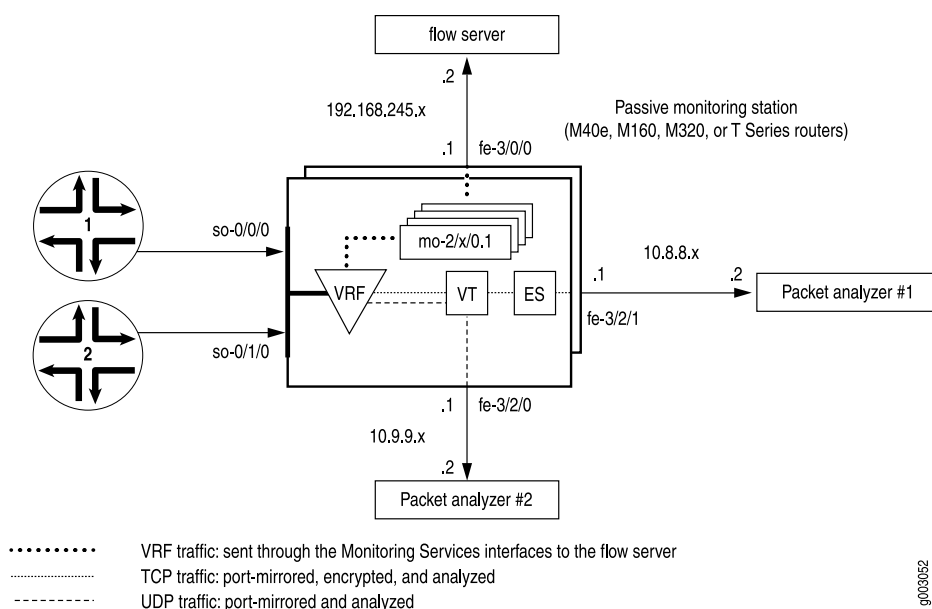 flow server
.2
192.168.245.x
Passive monitoring station
(M40e, M160, M320, or T Series routers)
.1 fe-3/0/0
1
so-0/0/0
mo-2/x/0.1
10.8.8.x
.1
.2
VRF
VT
ES
Packet analyzer #1
fe-3/2/1
2
so-0/1/0
.1 fe-3/2/0
10.9.9.x
.2
Packet analyzer #2
VRF traffic: sent through the Monitoring Services interfaces to the flow server
TCP traffic: port-mirrored, encrypted, and analyzed
UDP traffic: port-mirrored and analyzed
g003052